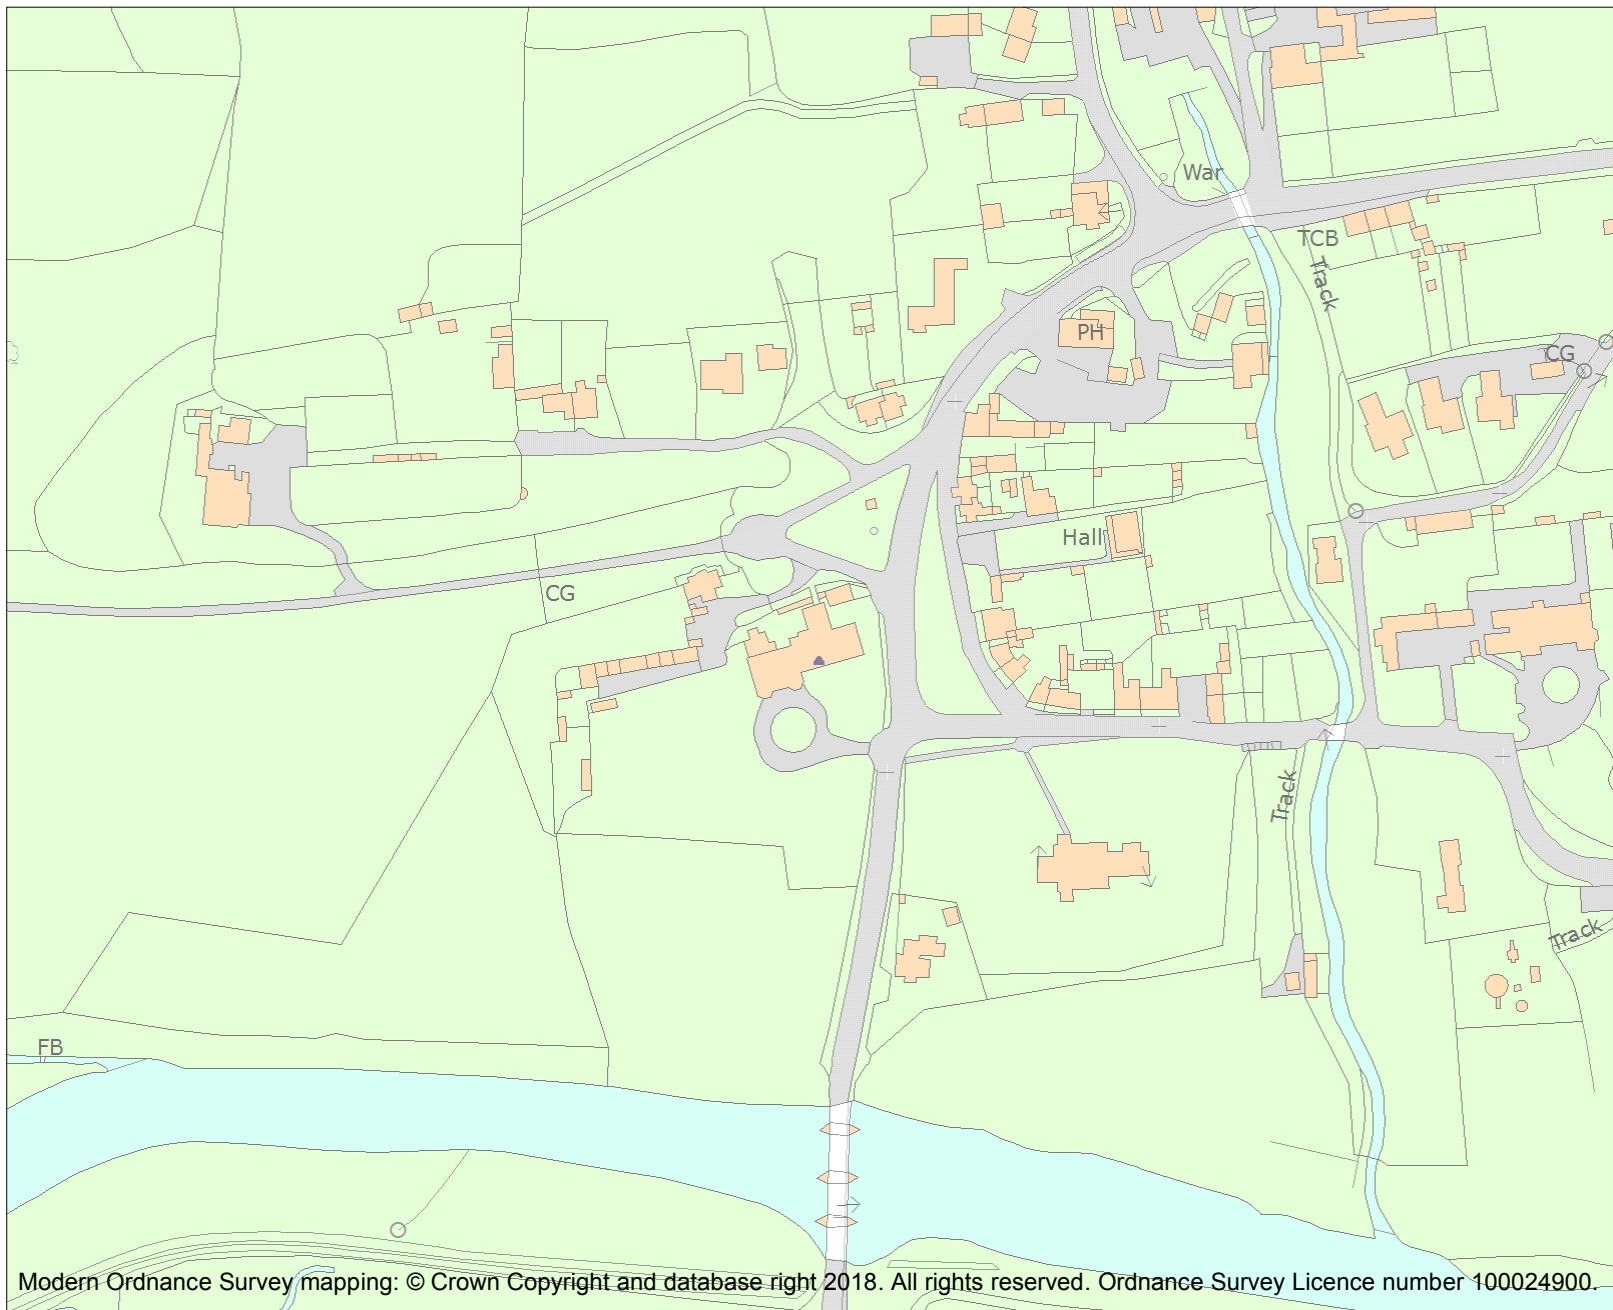 War
TCB
Track
PH
CG
Hall
CG
Track
Track
FB
Modern Ordnance Survey mapping: © Crown Copyright and database right 2018. All rights reserved. Ordnance Survey Licence number 100024900.